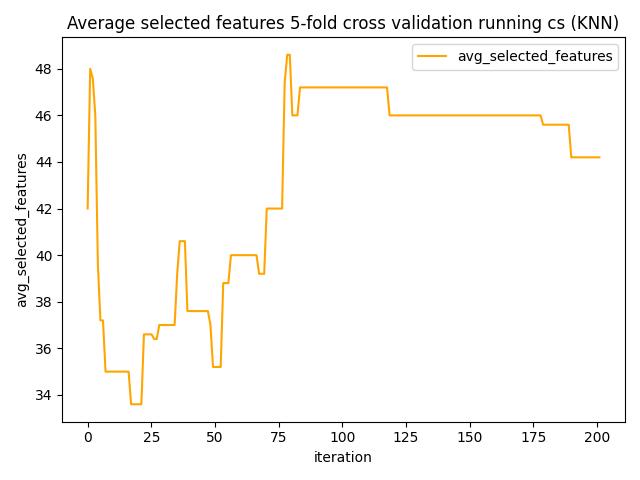 Average selected features 5-fold cross validation running cs (KNN)
avg_selected_features
avg_selected_features
48
46
44
42
40
38
36
34
0 25 50 75 100 125 150 175 200
iteration